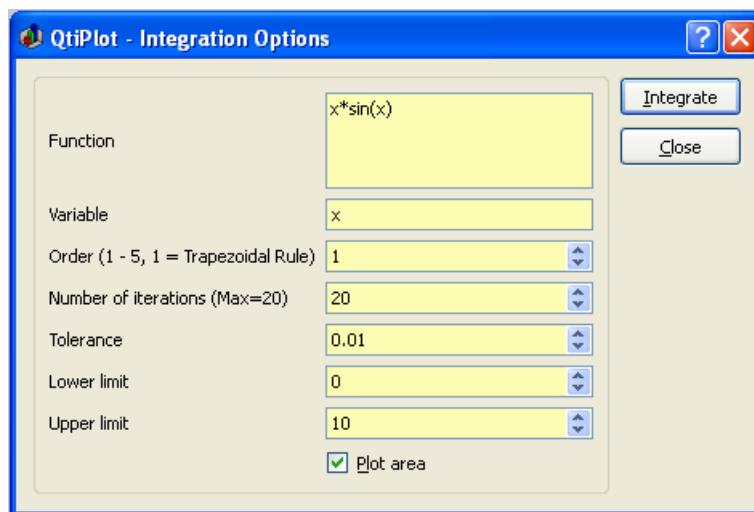 QtiPlot - Integration Options
Function
x*sin(x)
Integrate
Close
Variable
x
Order (1 - 5, 1 = Trapezoidal Rule)
1
Number of iterations (Max=20)
20
Tolerance
0.01
Lower limit
0
Upper limit
10
Plot area